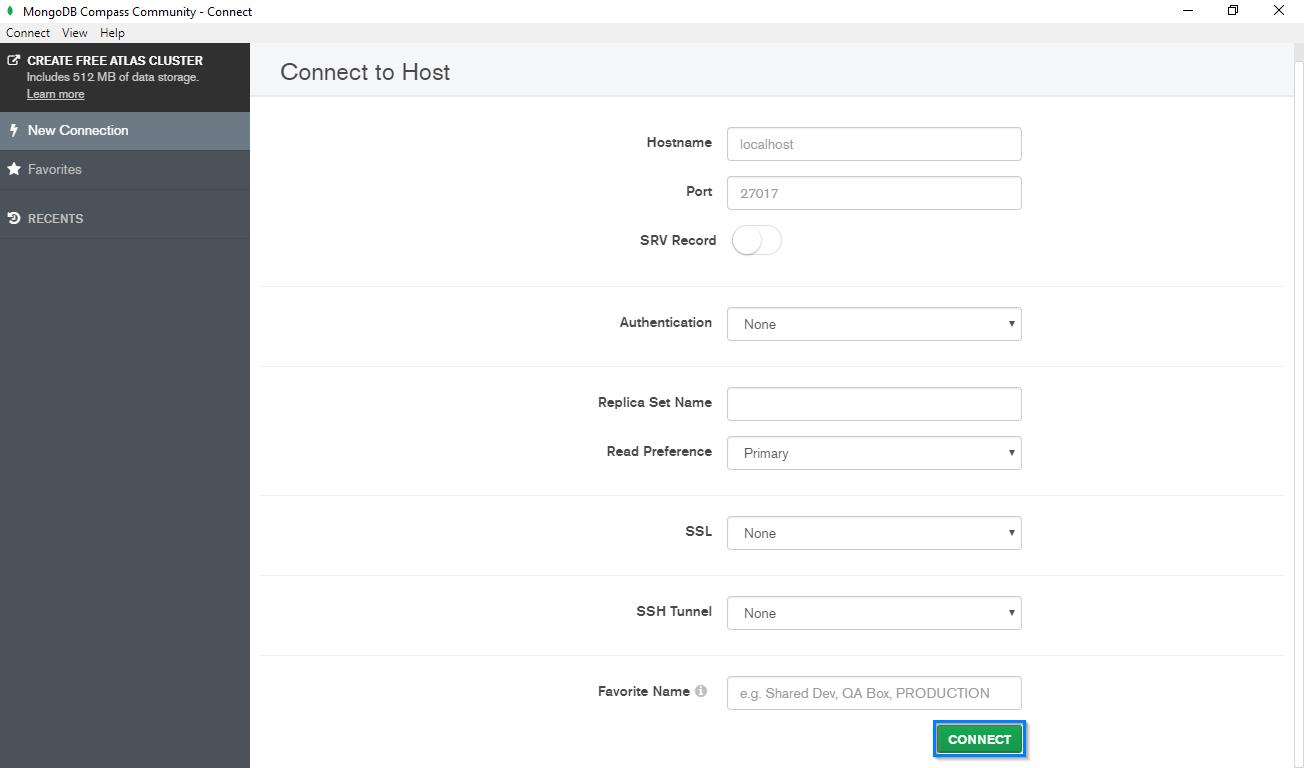 MongoDB Compass Community - Connect
Connect View Help
CREATE FREE ATLAS CLUSTER
Includes 512 MB of data storage.
Learn more
New Connection
Favorites
RECENTS
Connect to Host
Hostname localhost
Port 27017
SRV Record
Authentication None
Replica Set Name
Read Preference Primary
SSL None
SSH Tunnel None
Favorite Name e.g. Shared Dev, QA Box, PRODUCTION
CONNECT